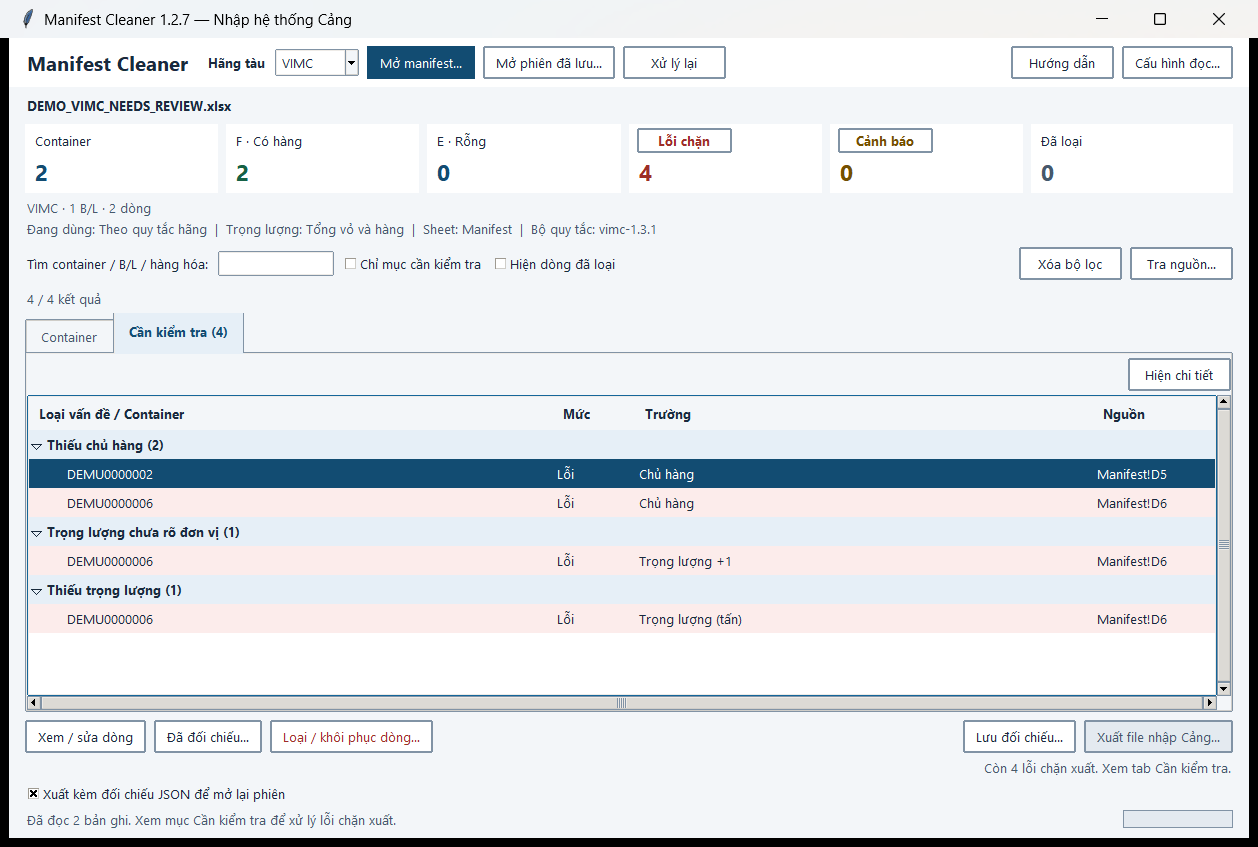 Manifest Cleaner 1.2.7 — Nhập hệ thống Cảng
Manifest Cleaner Hãng tàu VIMC Mở manifest... Mở phiên đã lưu... Xử lý lại Hướng dẫn Cấu hình đọc...
DEMO_VIMC_NEEDS_REVIEW.xlsx
Container F · Có hàng E · Rỗng Lỗi chặn Cảnh báo Đã loại
2 2 0 4 0 0
VIMC · 1 B/L · 2 dòng
Đang dùng: Theo quy tắc hãng | Trọng lượng: Tổng vỏ và hàng | Sheet: Manifest | Bộ quy tắc: vimc-1.3.1
Tìm container / B/L / hàng hóa: Chỉ mục cần kiểm tra Hiện dòng đã loại Xóa bộ lọc Tra nguồn...
4 / 4 kết quả
Container Cần kiểm tra (4)
Hiện chi tiết
Loại vấn đề / Container Mức Trường Nguồn
Thiếu chủ hàng (2)
DEMU0000002 Lỗi Chủ hàng Manifest!D5
DEMU0000006 Lỗi Chủ hàng Manifest!D6
Trọng lượng chưa rõ đơn vị (1)
DEMU0000006 Lỗi Trọng lượng +1 Manifest!D6
Thiếu trọng lượng (1)
DEMU0000006 Lỗi Trọng lượng (tấn) Manifest!D6
Xem / sửa dòng Đã đối chiếu... Loại / khôi phục dòng... Lưu đối chiếu... Xuất file nhập Cảng...
Còn 4 lỗi chặn xuất. Xem tab Cần kiểm tra.
Xuất kèm đối chiếu JSON để mở lại phiên
Đã đọc 2 bản ghi. Xem mục Cần kiểm tra để xử lý lỗi chặn xuất.